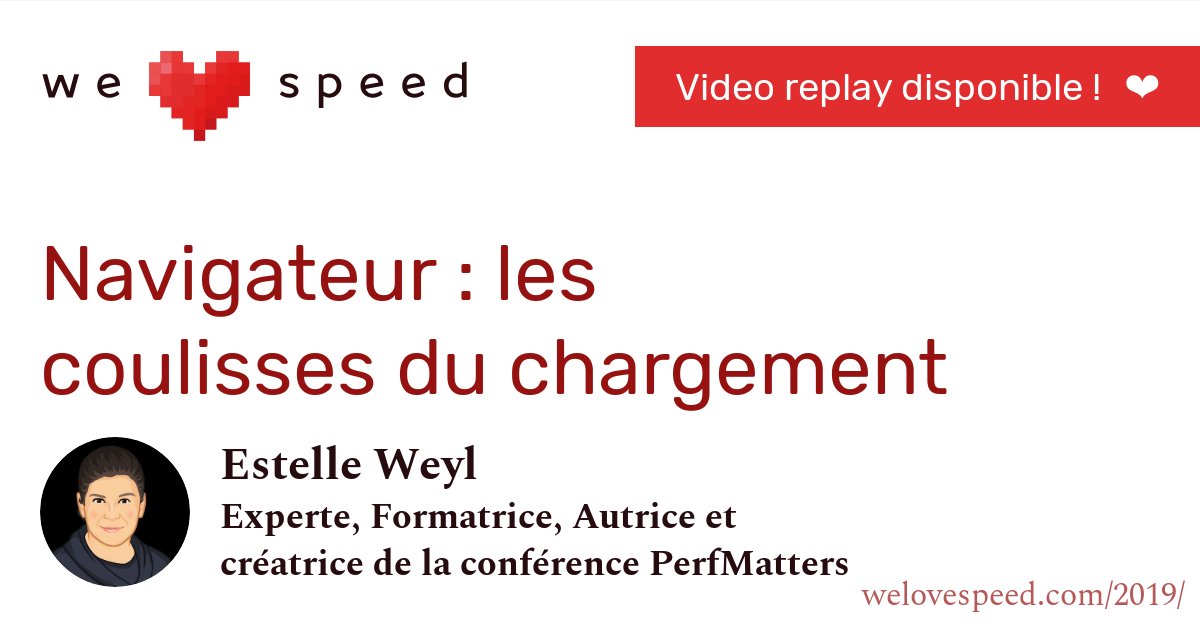 we speed
Video replay disponible ! ❤
Navigateur : les
coulisses du chargement
Estelle Weyl
Experte, Formatrice, Autrice et
créatrice de la conférence PerfMatters
welovespeed.com/2019/